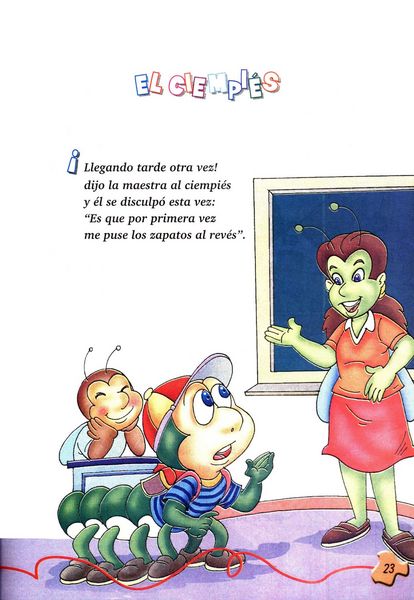 EL CIEMPIÉS
¡Llegando tarde otra vez!
dijo la maestra al ciempiés
y él se disculpó esta vez:
“Es que por primera vez
me puse los zapatos al revés”.
23